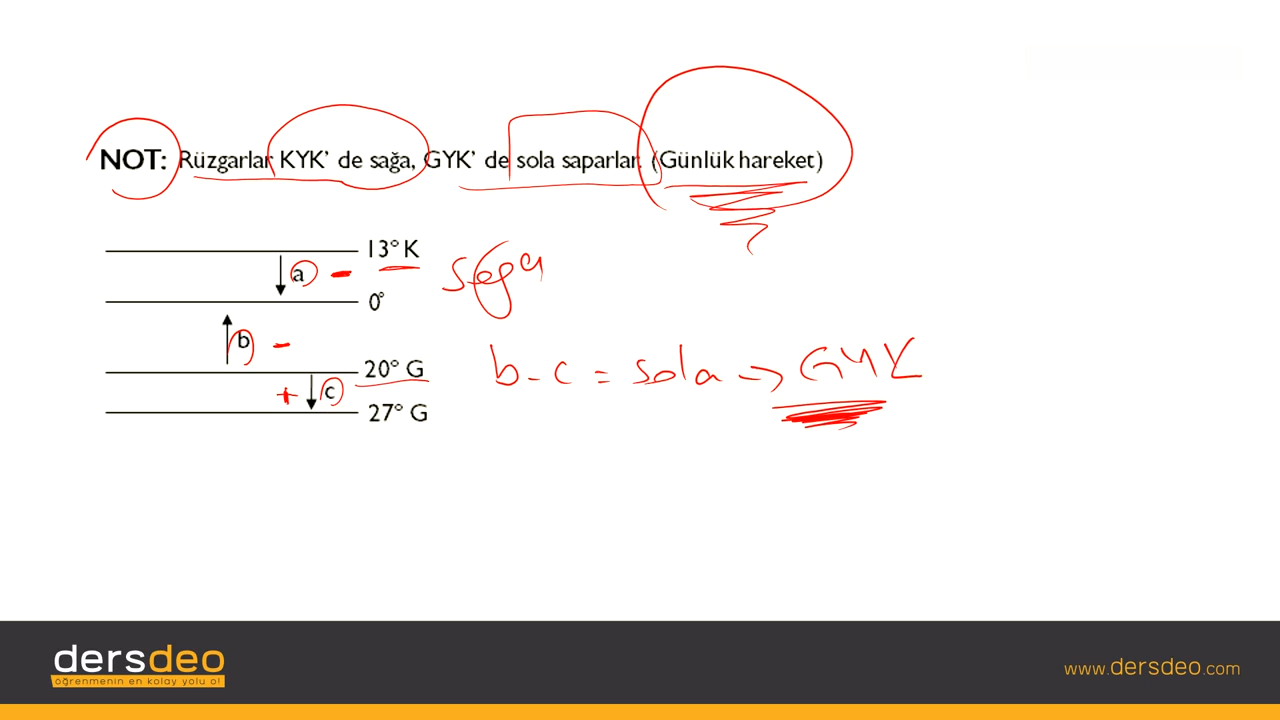 NOT: Rüzgarlar KYK' de sağa, GYK' de sola saparlar. (Günlük hareket)
13° K
a -
sağa
0°
b -
b - c = sola → GYK
20° G
+ c
27° G
dersdeo
öğrenmenin en kolay yolu o!
www.dersdeo.com